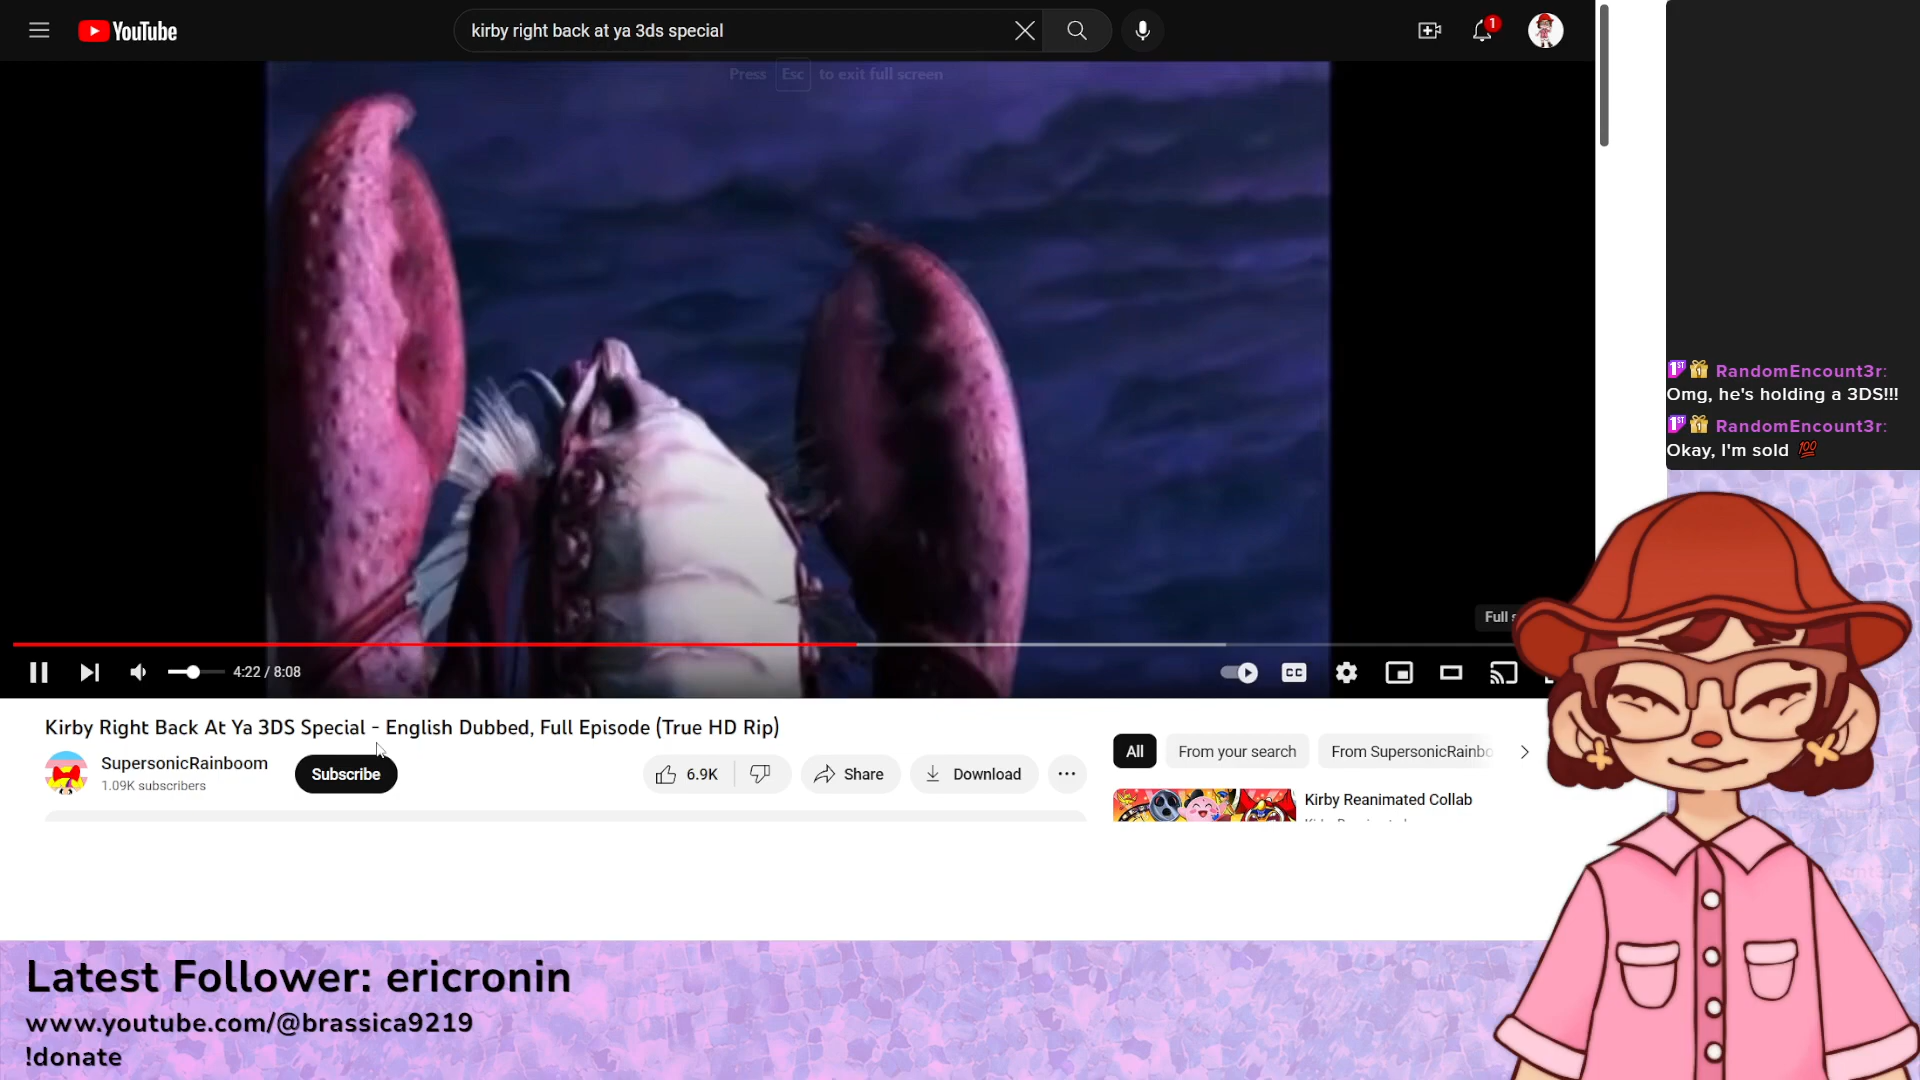 YouTube
kirby right back at ya 3ds special
1
Press Esc to exit full screen
RandomEncount3r:
Omg, he's holding a 3DS!!!
RandomEncount3r:
Okay, I'm sold 💯
Full s
4:22 / 8:08
CC
Kirby Right Back At Ya 3DS Special - English Dubbed, Full Episode (True HD Rip)
SupersonicRainboom
1.09K subscribers
Subscribe
6.9K
Share
Download
All
From your search
From SupersonicRainbo
Kirby Reanimated Collab
Latest Follower: ericronin
www.youtube.com/@brassica9219
!donate